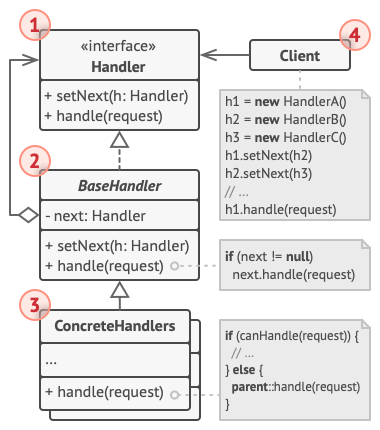 1
«interface»
Handler
+ setNext(h: Handler)
+ handle(request)
4
Client
h1 = new HandlerA()
h2 = new HandlerB()
h3 = new HandlerC()
h1.setNext(h2)
h2.setNext(h3)
// ...
h1.handle(request)
2
BaseHandler
- next: Handler
+ setNext(h: Handler)
+ handle(request)
if (next != null)
next.handle(request)
3
ConcreteHandlers
...
+ handle(request)
if (canHandle(request)) {
// ...
} else {
parent::handle(request)
}